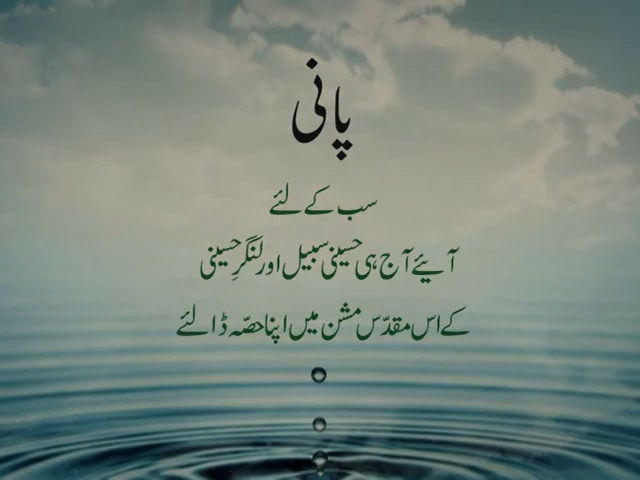 پانی
سب کے لئے
آیئے آج ہی حسینی سبیل اور لنگرِ حسینی
کے اس مقدّس مشن میں اپنا حصّہ ڈالئے